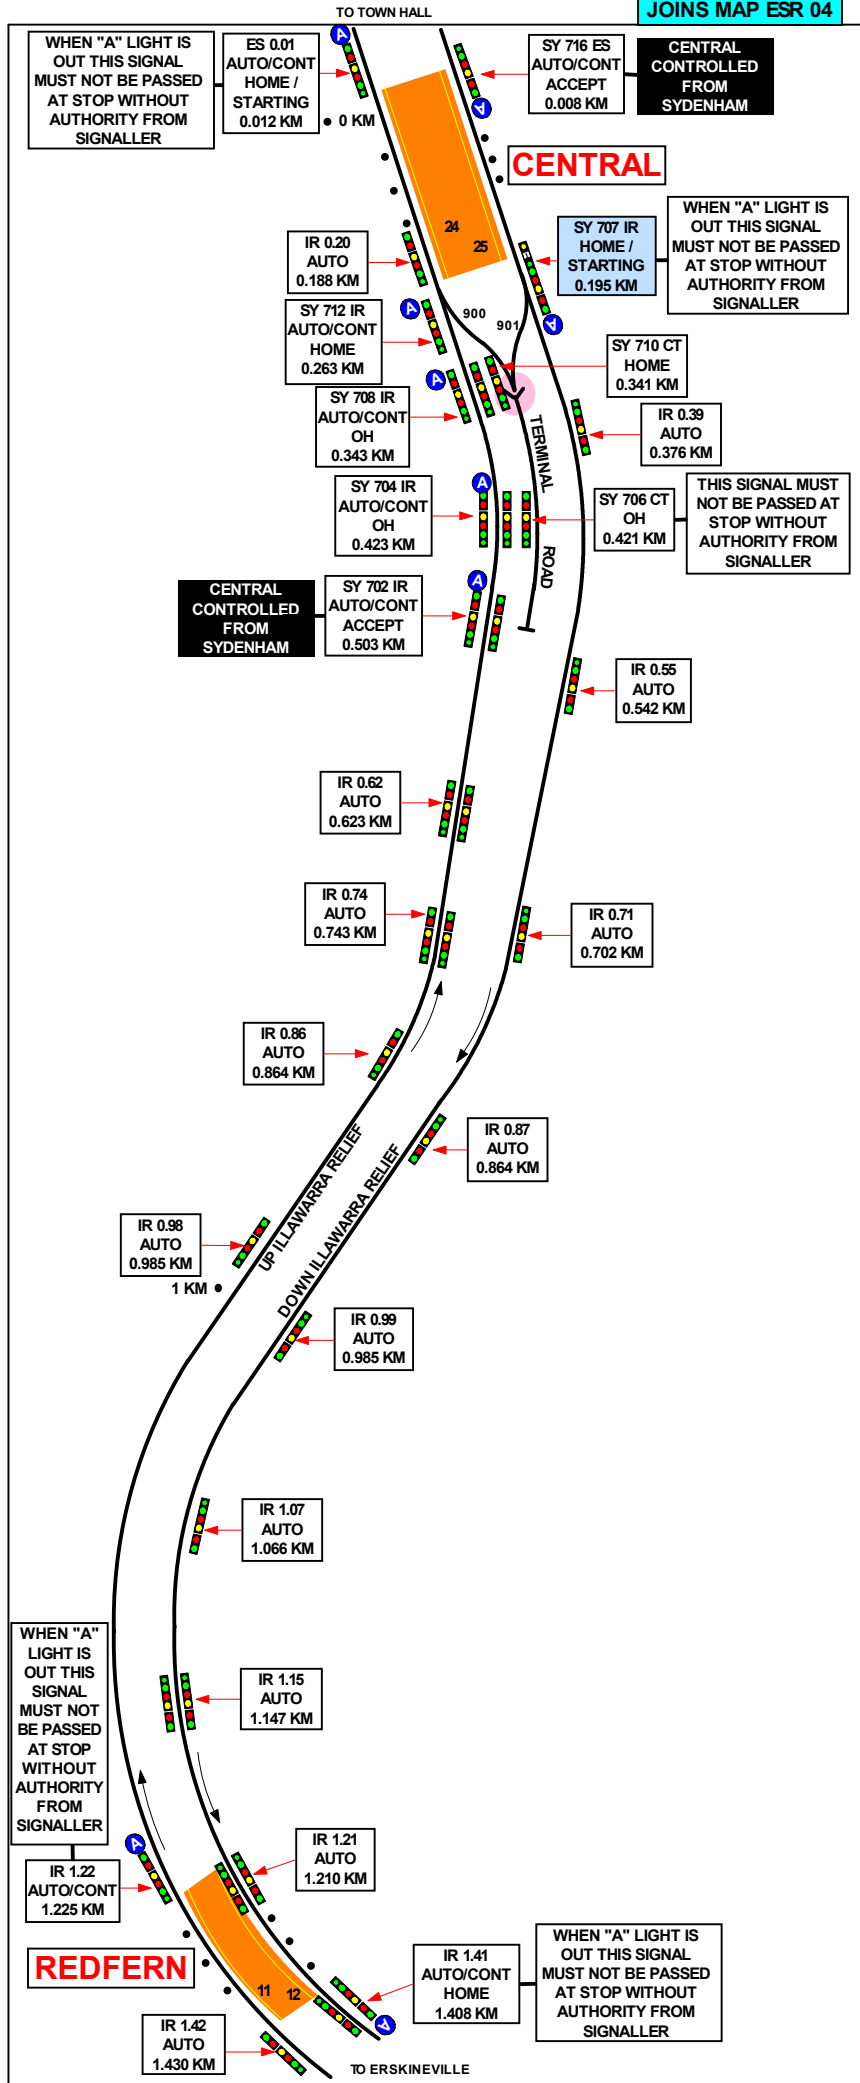 TO TOWN HALL
JOINS MAP ESR 04
WHEN "A" LIGHT IS
OUT THIS SIGNAL
MUST NOT BE PASSED
AT STOP WITHOUT
AUTHORITY FROM
SIGNALLER
ES 0.01
AUTO/CONT
HOME /
STARTING
0.012 KM
A
0 KM
SY 716 ES
AUTO/CONT
ACCEPT
0.008 KM
A
CENTRAL
CONTROLLED
FROM
SYDENHAM
CENTRAL
24
25
IR 0.20
AUTO
0.188 KM
SY 707 IR
HOME /
STARTING
0.195 KM
A
WHEN "A" LIGHT IS
OUT THIS SIGNAL
MUST NOT BE PASSED
AT STOP WITHOUT
AUTHORITY FROM
SIGNALLER
SY 712 IR
AUTO/CONT
HOME
0.263 KM
A
900
901
SY 710 CT
HOME
0.341 KM
SY 708 IR
AUTO/CONT
OH
0.343 KM
A
IR 0.39
AUTO
0.376 KM
TERMINAL
ROAD
SY 704 IR
AUTO/CONT
OH
0.423 KM
A
SY 706 CT
OH
0.421 KM
THIS SIGNAL MUST
NOT BE PASSED AT
STOP WITHOUT
AUTHORITY FROM
SIGNALLER
CENTRAL
CONTROLLED
FROM
SYDENHAM
SY 702 IR
AUTO/CONT
ACCEPT
0.503 KM
A
IR 0.55
AUTO
0.542 KM
IR 0.62
AUTO
0.623 KM
IR 0.74
AUTO
0.743 KM
IR 0.71
AUTO
0.702 KM
IR 0.86
AUTO
0.864 KM
IR 0.87
AUTO
0.864 KM
UP ILLAWARRA RELIEF
DOWN ILLAWARRA RELIEF
IR 0.98
AUTO
0.985 KM
1 KM
IR 0.99
AUTO
0.985 KM
IR 1.07
AUTO
1.066 KM
WHEN "A"
LIGHT IS
OUT THIS
SIGNAL
MUST NOT
BE PASSED
AT STOP
WITHOUT
AUTHORITY
FROM
SIGNALLER
IR 1.15
AUTO
1.147 KM
IR 1.22
AUTO/CONT
1.225 KM
A
IR 1.21
AUTO
1.210 KM
REDFERN
11
12
IR 1.41
AUTO/CONT
HOME
1.408 KM
A
WHEN "A" LIGHT IS
OUT THIS SIGNAL
MUST NOT BE PASSED
AT STOP WITHOUT
AUTHORITY FROM
SIGNALLER
IR 1.42
AUTO
1.430 KM
TO ERSKINEVILLE